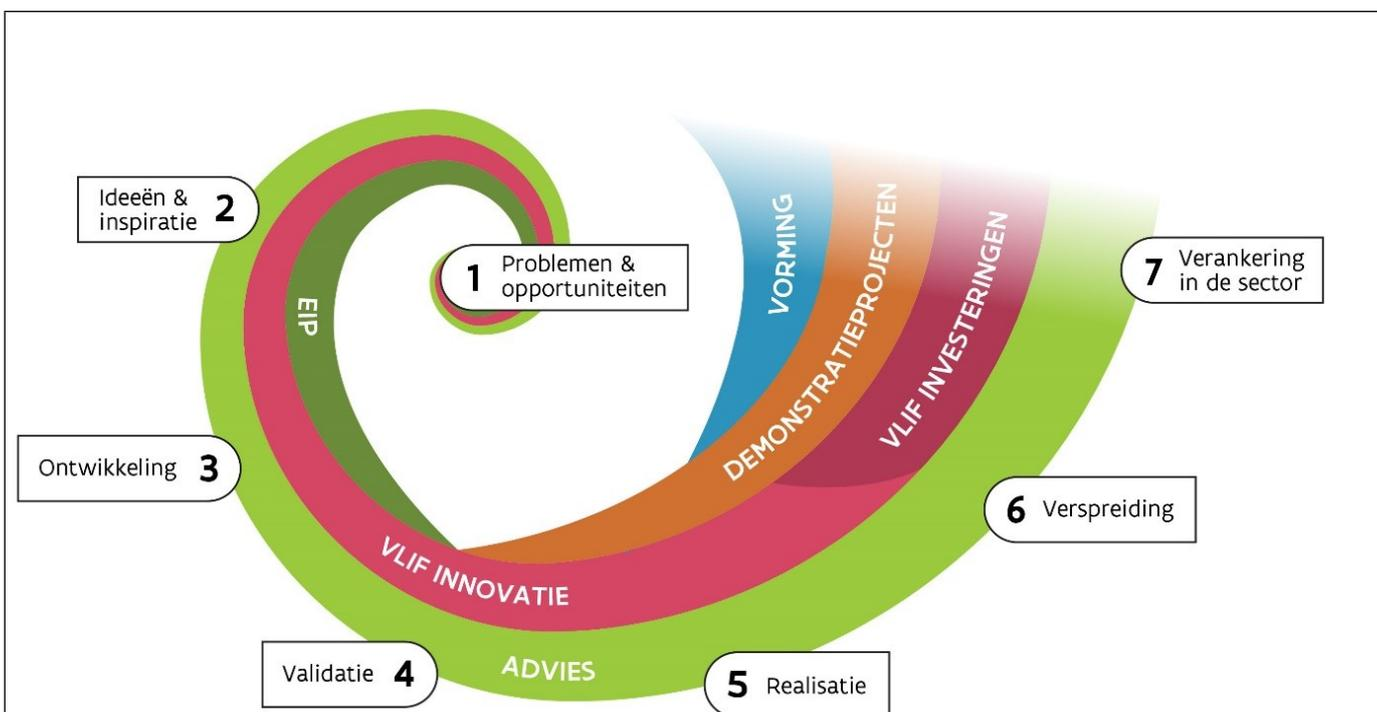 1 Problemen &
opportuniteiten
Ideeën &
inspiratie 2
Ontwikkeling 3
Validatie 4
5 Realisatie
6 Verspreiding
7 Verankering
in de sector
EIP
VLIF INNOVATIE
ADVIES
VORMING
DEMONSTRATIEPROJECTEN
VLIF INVESTERINGEN